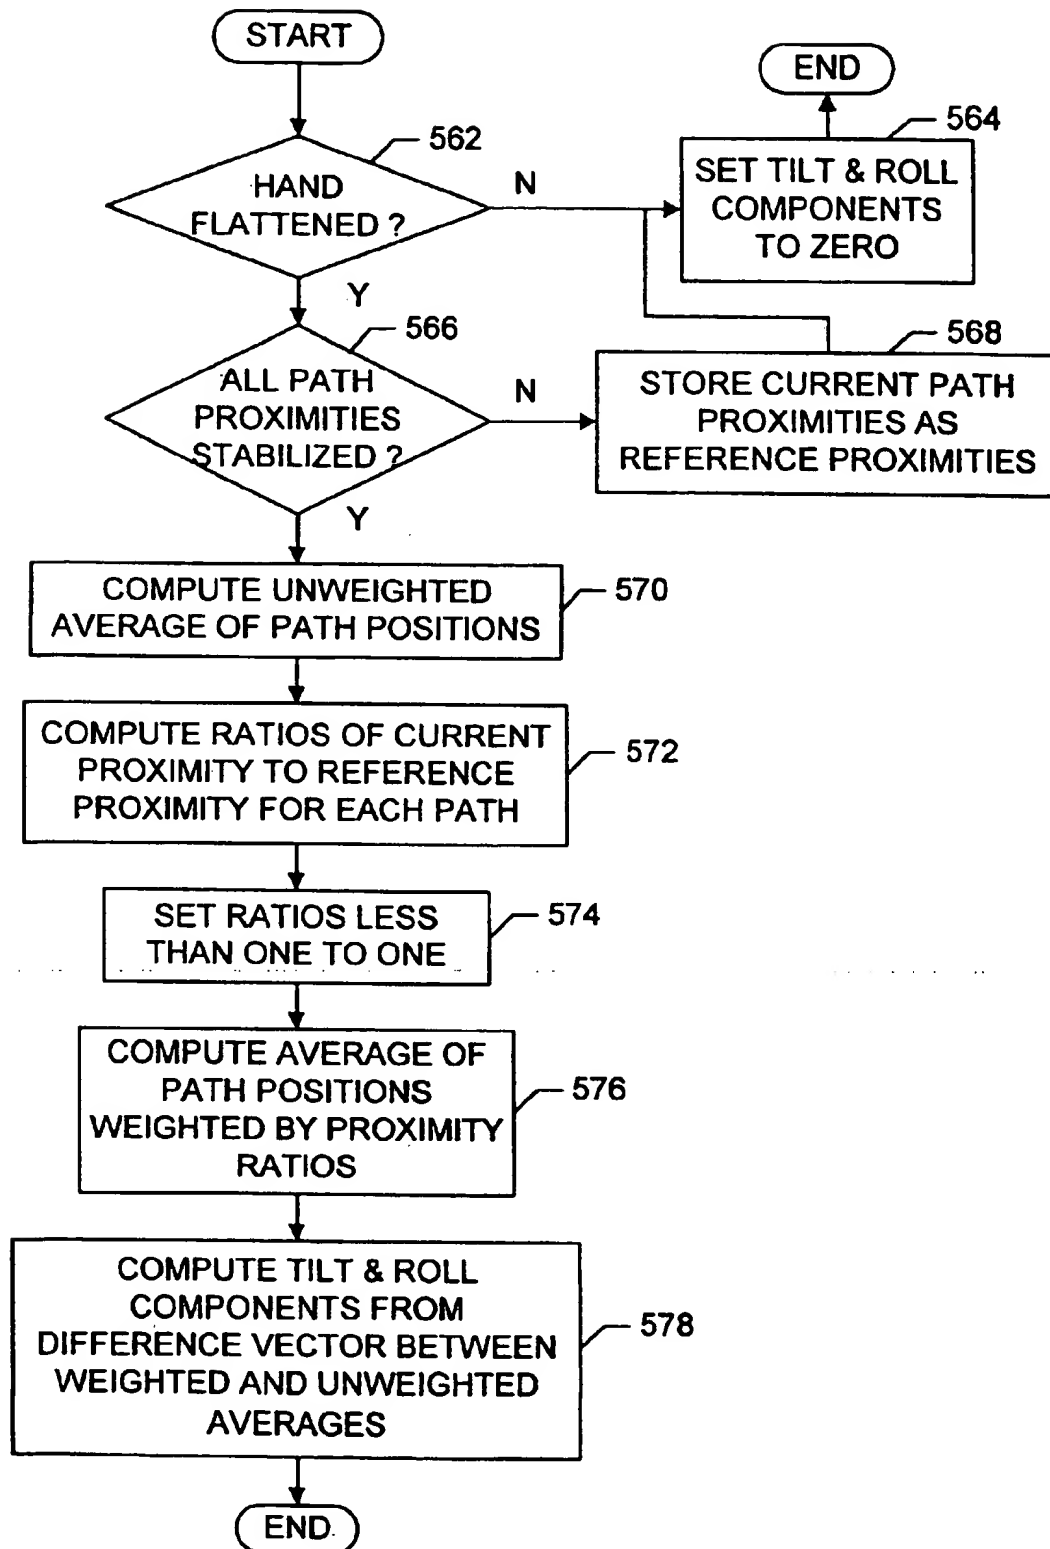 START
END
562
564
HAND
FLATTENED ?
N
SET TILT & ROLL
COMPONENTS
TO ZERO
Y
566
568
ALL PATH
PROXIMITIES
STABILIZED ?
N
STORE CURRENT PATH
PROXIMITIES AS
REFERENCE PROXIMITIES
Y
COMPUTE UNWEIGHTED
AVERAGE OF PATH POSITIONS
570
COMPUTE RATIOS OF CURRENT
PROXIMITY TO REFERENCE
PROXIMITY FOR EACH PATH
572
SET RATIOS LESS
THAN ONE TO ONE
574
COMPUTE AVERAGE OF
PATH POSITIONS
WEIGHTED BY PROXIMITY
RATIOS
576
COMPUTE TILT & ROLL
COMPONENTS FROM
DIFFERENCE VECTOR BETWEEN
WEIGHTED AND UNWEIGHTED
AVERAGES
578
END